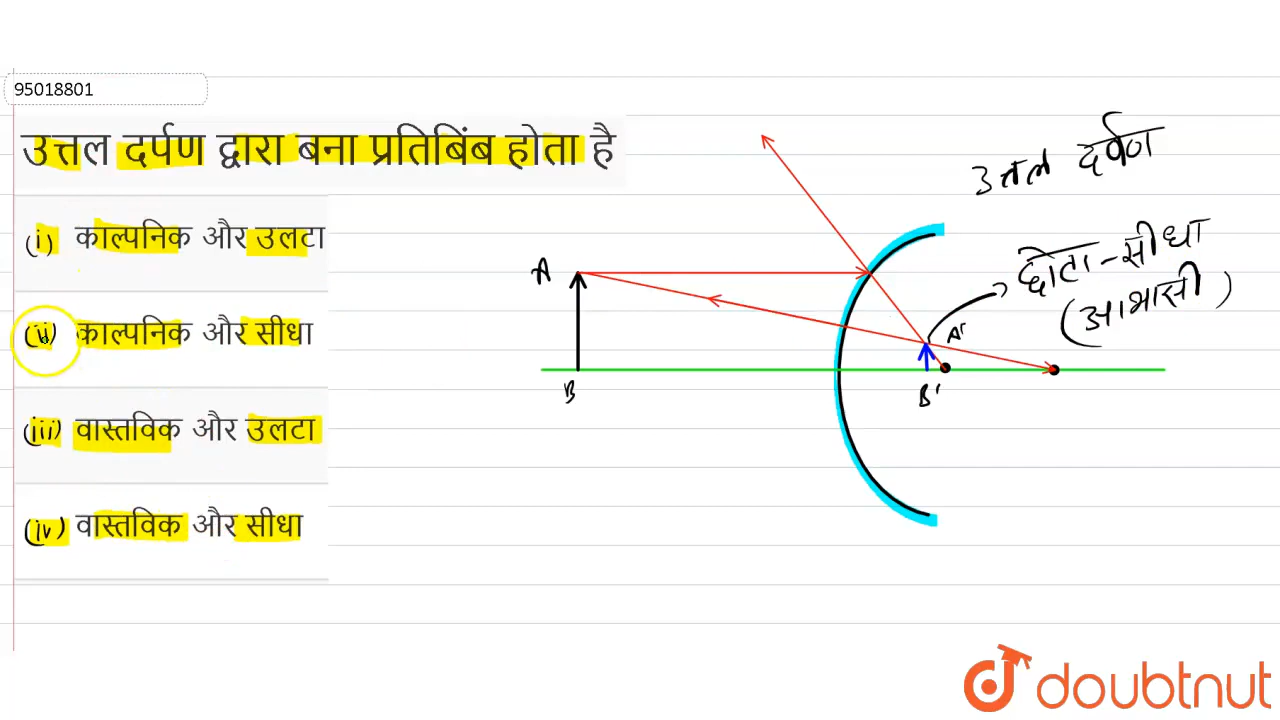 95018801
उत्तल दर्पण द्वारा बना प्रतिबिंब होता है
(i) काल्पनिक और उलटा
(ii) काल्पनिक और सीधा
(iii) वास्तविक और उलटा
(iv) वास्तविक और सीधा
उत्तल दर्पण
छोटा-सीधा
(आभासी)
A
A'
B
B'
doubtnut